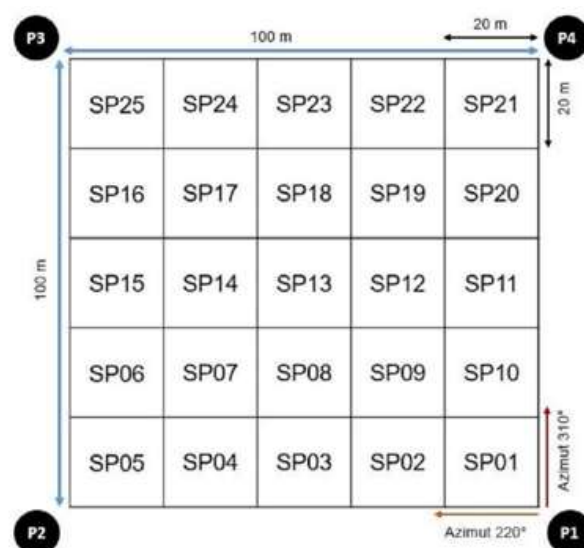 P3
100 m
20 m
P4
SP25 SP24 SP23 SP22 SP21
20 m
SP16 SP17 SP18 SP19 SP20
100 m
SP15 SP14 SP13 SP12 SP11
SP06 SP07 SP08 SP09 SP10
SP05 SP04 SP03 SP02 SP01
Azimut 310°
P2
Azimut 220°
P1